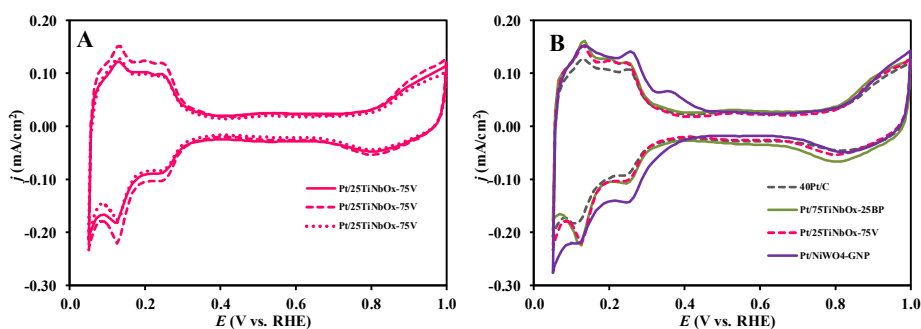 A
0.20
0.10
0.00
-0.10
-0.20
-0.30
j (mA/cm²)
Pt/25TiNbOx-75V
Pt/25TiNbOx-75V
Pt/25TiNbOx-75V
0.0 0.2 0.4 0.6 0.8 1.0
E (V vs. RHE)
B
0.20
0.10
0.00
-0.10
-0.20
-0.30
j (mA/cm²)
40Pt/C
Pt/75TiNbOx-25BP
Pt/25TiNbOx-75V
Pt/NiWO4-GNP
0.0 0.2 0.4 0.6 0.8 1.0
E (V vs. RHE)